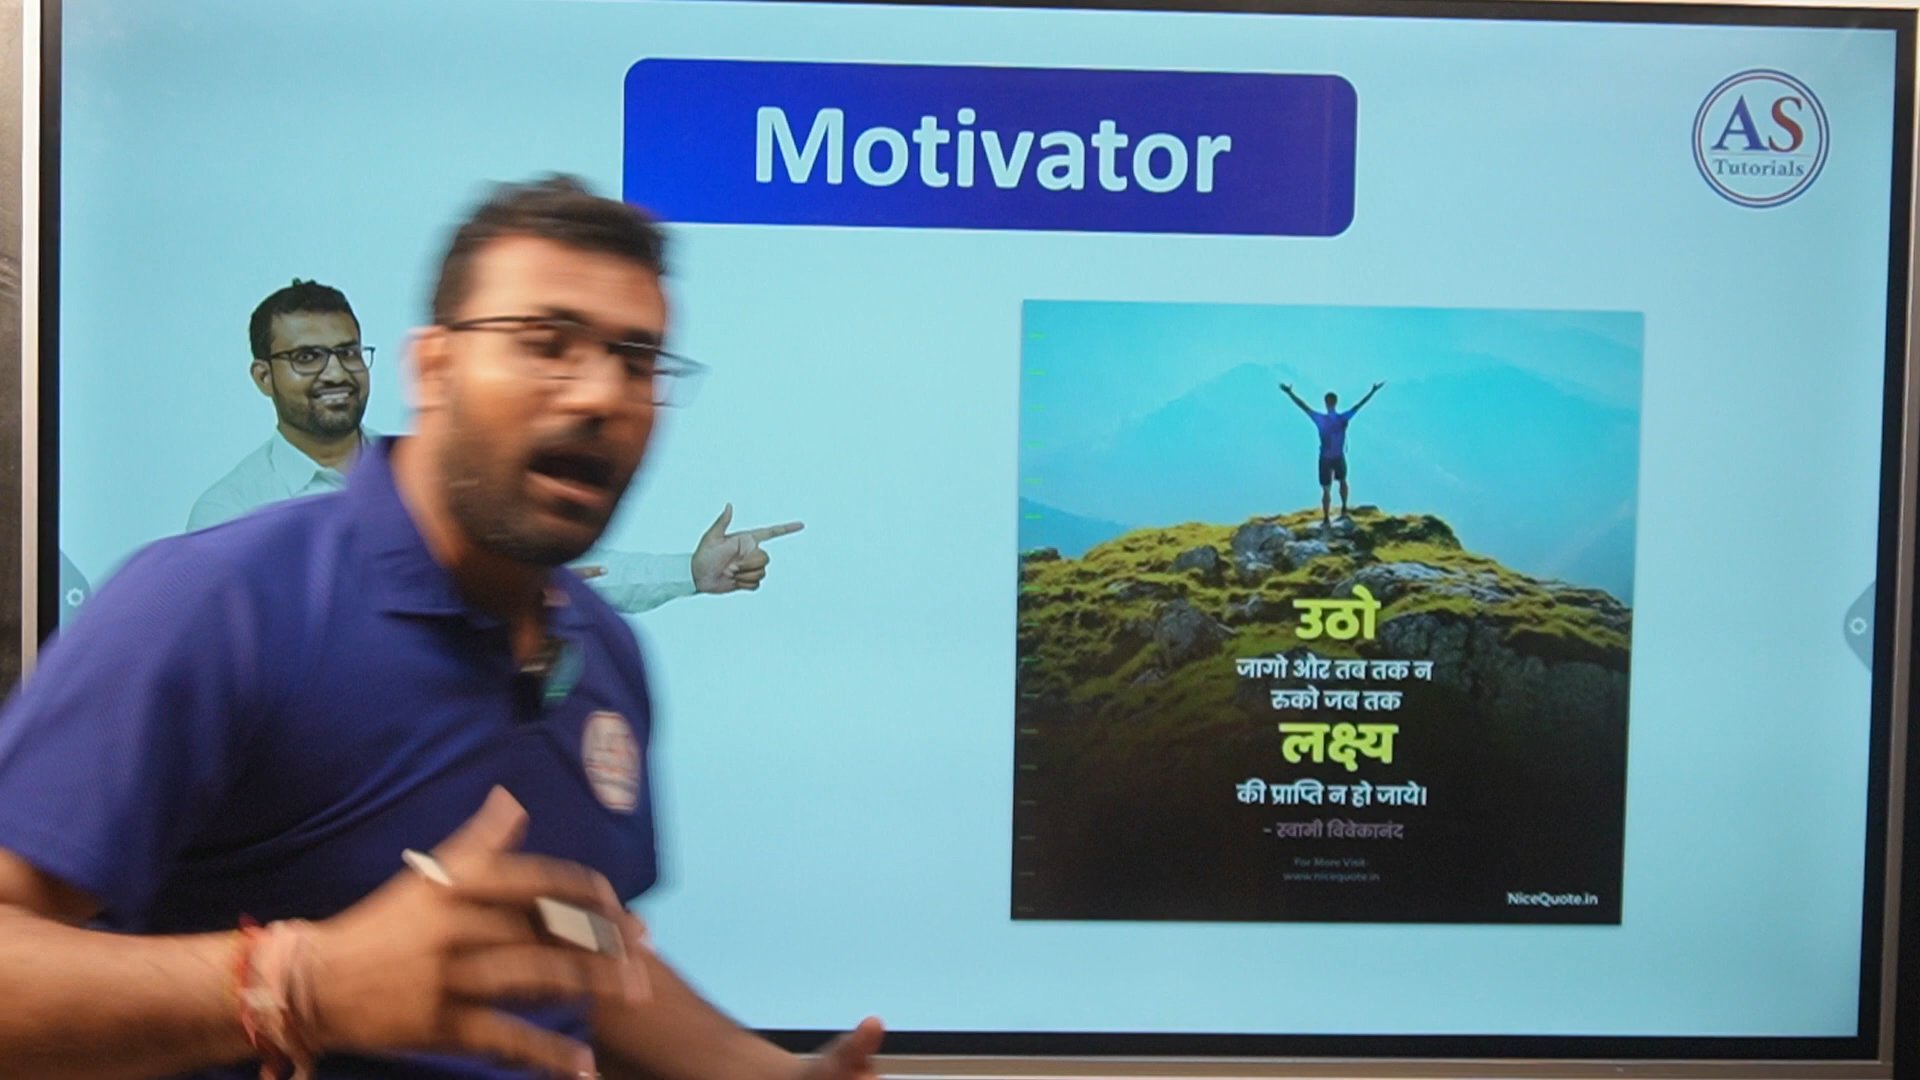 Motivator
AS
Tutorials
उठो
जागो और तब तक न
रुको जब तक
लक्ष्य
की प्राप्ति न हो जाये।
- स्वामी विवेकानंद
For More Visit
www.nicequote.in
NiceQuote.in